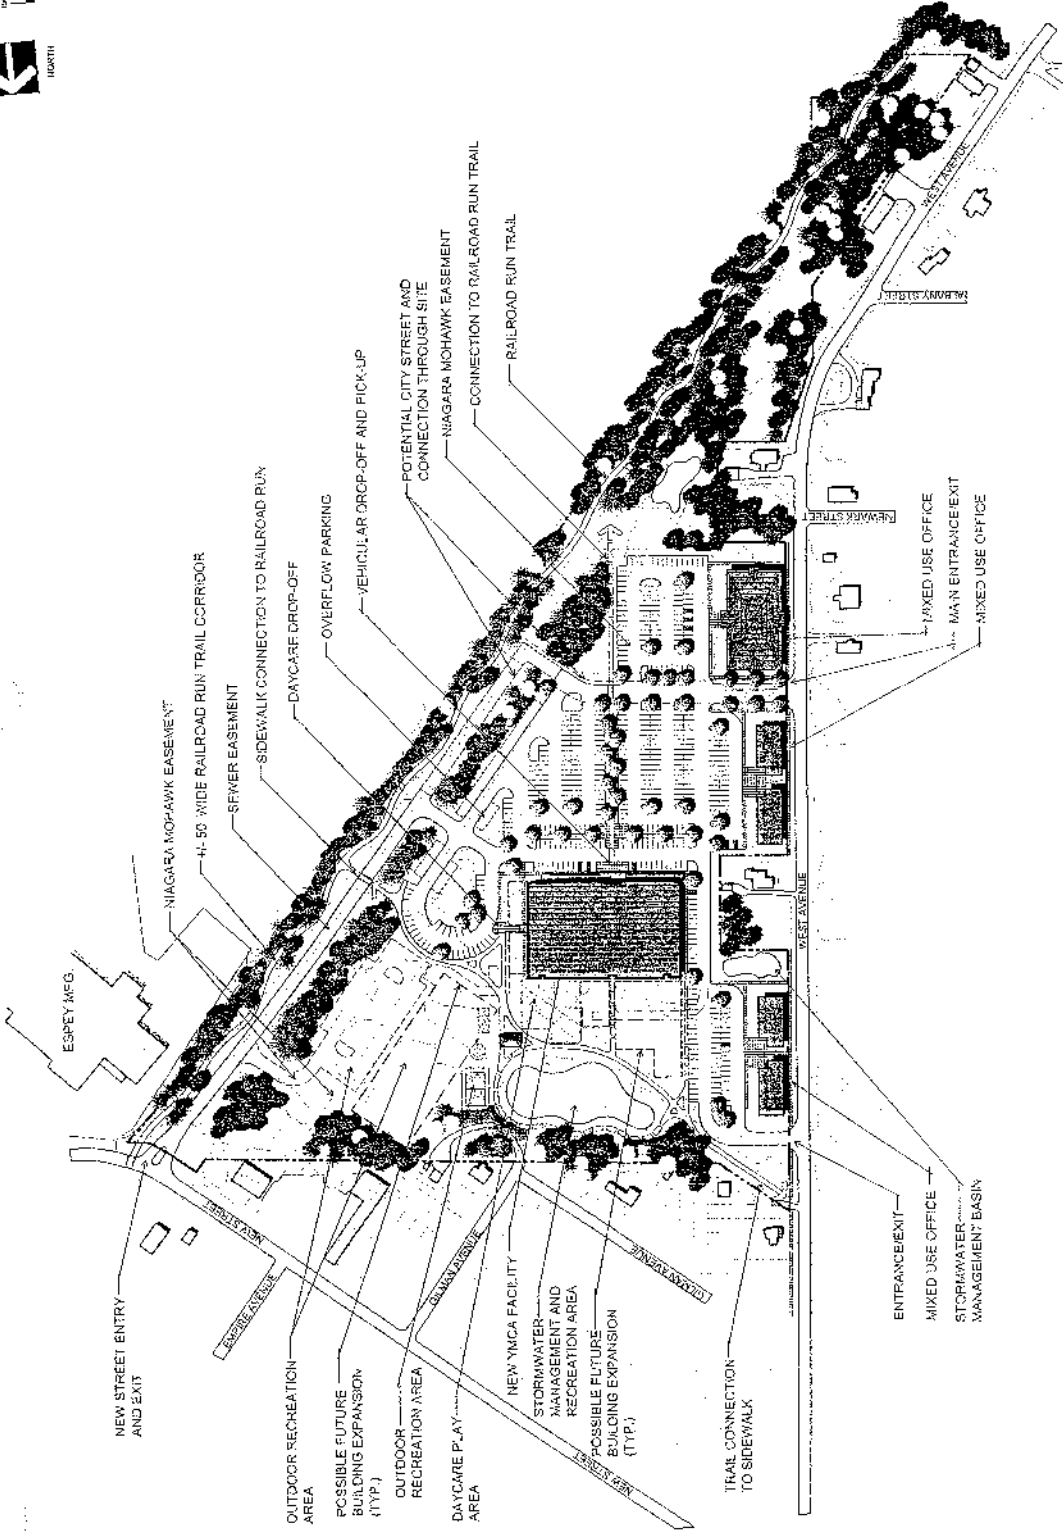 NORTH
ESPEY MFG.
NIAGARA MOHAWK EASEMENT
+/- 50' WIDE RAILROAD RUN TRAIL CORRIDOR
SEWER EASEMENT
SIDEWALK CONNECTION TO RAILROAD RUN
DAYCARE DROP-OFF
OVERFLOW PARKING
VEHICULAR DROP-OFF AND PICK-UP
POTENTIAL CITY STREET AND
CONNECTION THROUGH SITE
NIAGARA MOHAWK EASEMENT
CONNECTION TO RAILROAD RUN TRAIL
RAILROAD RUN TRAIL
NEW STREET ENTRY
AND EXIT
OUTDOOR RECREATION
AREA
POSSIBLE FUTURE
BUILDING EXPANSION
(TYP.)
OUTDOOR
RECREATION AREA
DAYCARE PLAY
AREA
NEW YMCA FACILITY
STORMWATER
MANAGEMENT AND
RECREATION AREA
POSSIBLE FUTURE
BUILDING EXPANSION
(TYP.)
TRAIL CONNECTION
TO SIDEWALK
ENTRANCE/EXIT
MIXED USE OFFICE
STORMWATER
MANAGEMENT BASIN
MIXED USE OFFICE
MAIN ENTRANCE/EXIT
MIXED USE OFFICE
NEW STREET
EMPIRE AVENUE
GILMAN AVENUE
GILMAN AVENUE
NEW STREET
WEST AVENUE
NEWARK STREET
ALBANY STREET
WEST AVENUE